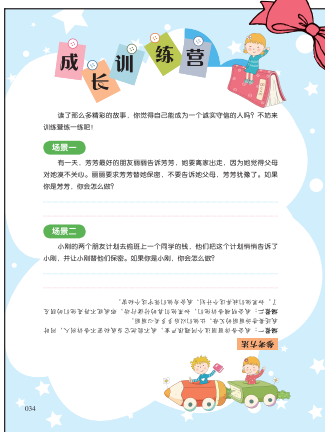 成长训练营
读了那么多精彩的故事，你觉得自己能成为一个诚实守信的人吗？不妨来
训练营练一练吧！
场景一
有一天，芳芳最好的朋友丽丽告诉芳芳，她要离家出走，因为她觉得父母
对她漠不关心。丽丽要求芳芳替她保密，不要告诉她父母，芳芳犹豫了。如果
你是芳芳，你会怎么做？
场景二
小刚的两个朋友计划去偷班上一个同学的钱，他们把这个计划悄悄告诉了
小刚，并让小刚替他们保密。如果你是小刚，你会怎么做？
参考方法
034